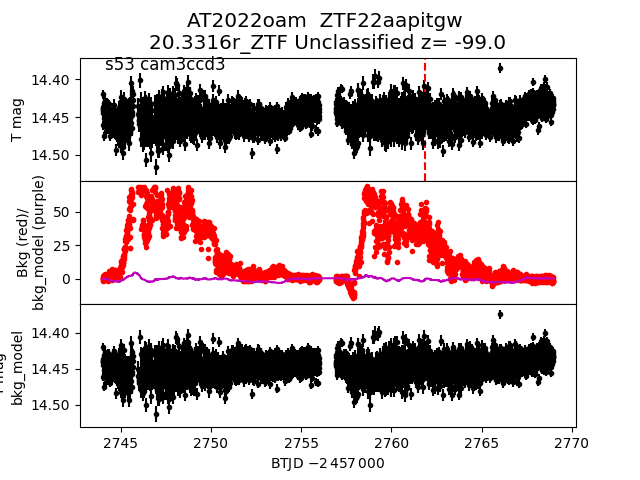 AT2022oam  ZTF22aapitgw
20.3316r_ZTF Unclassified z= -99.0
s53 cam3ccd3
T mag
14.40
14.45
14.50
Bkg (red)/
bkg_model (purple)
50
25
0
bkg_model
14.40
14.45
14.50
2745
2750
2755
2760
2765
2770
BTJD −2 457 000